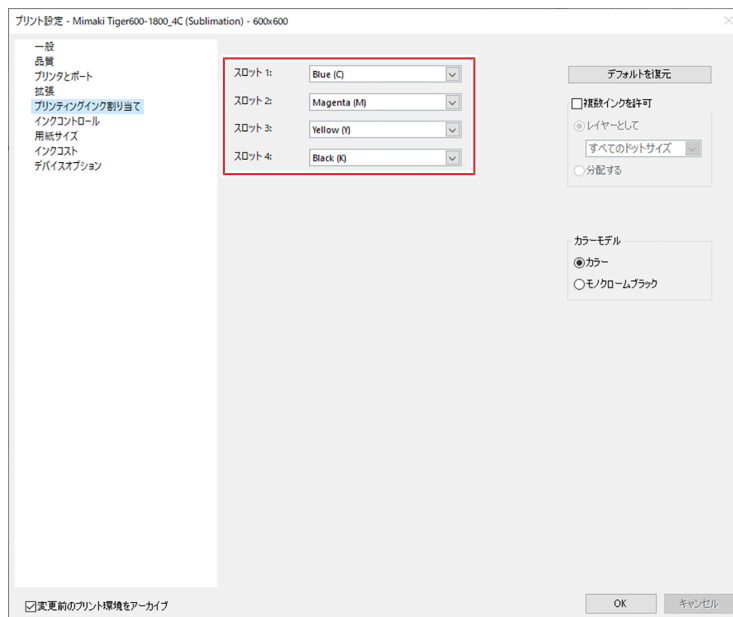 プリント設定 - Mimaki Tiger600-1800_4C (Sublimation) - 600x600
一般
品質
プリンタとポート
拡張
プリンティングインク割り当て
インクコントロール
用紙サイズ
インクコスト
デバイスオプション
スロット 1: Blue (C)
スロット 2: Magenta (M)
スロット 3: Yellow (Y)
スロット 4: Black (K)
デフォルトを復元
複数インクを許可
レイヤーとして
すべてのドットサイズ
分配する
カラーモデル
カラー
モノクロームブラック
変更前のプリント環境をアーカイブ
OK
キャンセル